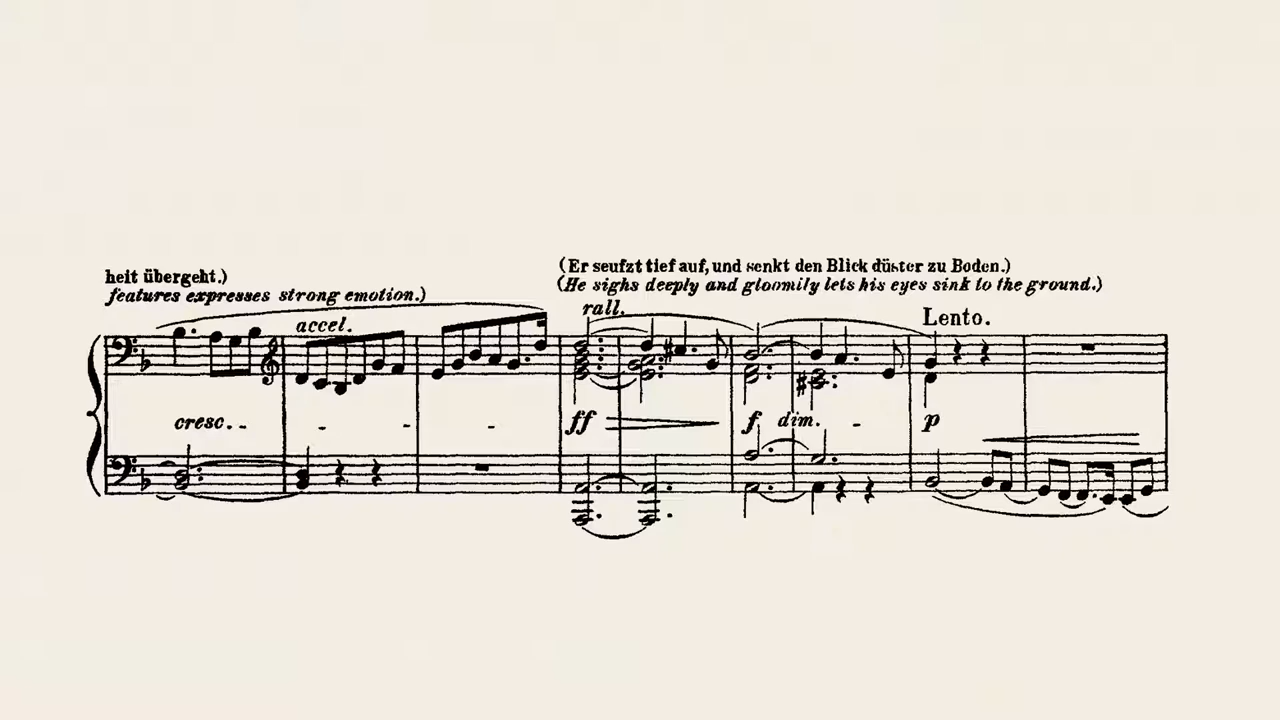 heit übergeht.)
features expresses strong emotion.)
(Er seufzt tief auf, und senkt den Blick düster zu Boden.)
(He sighs deeply and gloomily lets his eyes sink to the ground.)
accel.
rall.
Lento.
cresc.
ff
f dim.
p